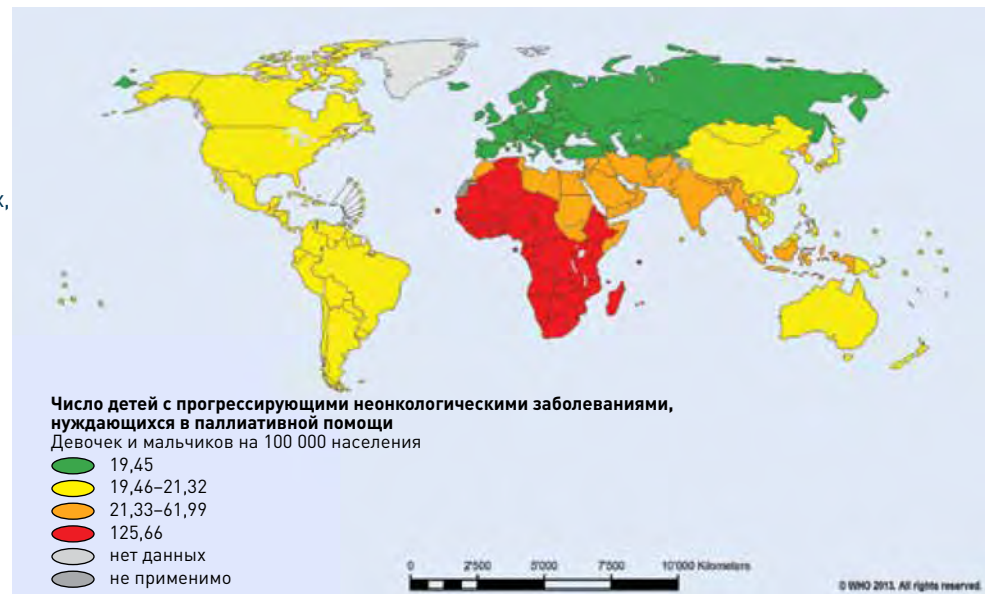 х,
Число детей с прогрессирующими неонкологическими заболеваниями,
нуждающихся в паллиативной помощи
Девочек и мальчиков на 100 000 населения
19,45
19,46–21,32
21,33–61,99
125,66
нет данных
не применимо
0 2'500 5'000 7'500 10'000 Kilometers
© WHO 2013. All rights reserved.